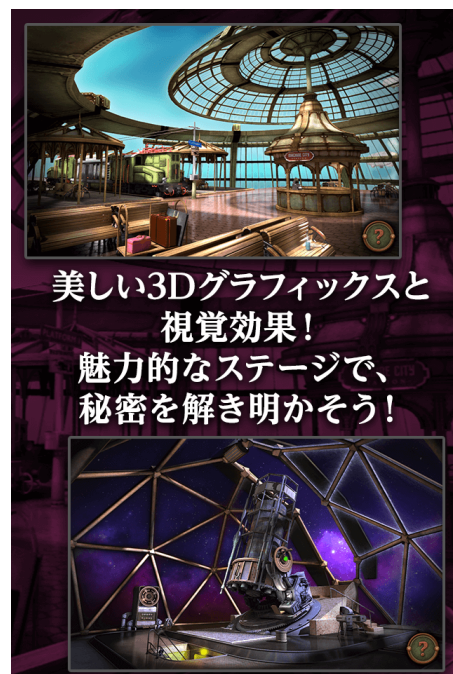 ?
美しい3Dグラフィックスと
視覚効果！
魅力的なステージで、
秘密を解き明かそう！
?